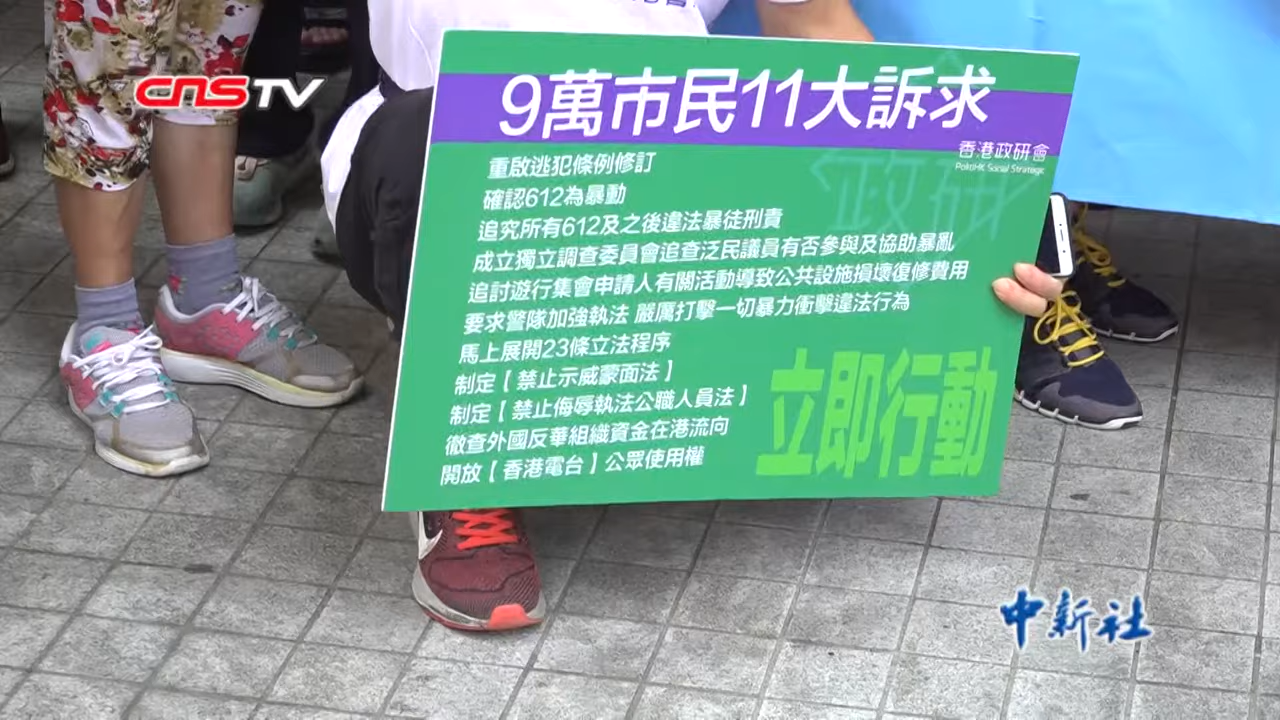 CNSTV
9萬市民11大訴求
香港政研會
PolicyHK Social Strategic
重啟逃犯條例修訂
確認612為暴動
追究所有612及之後違法暴徒刑責
成立獨立調查委員會追查泛民議員有否參與及協助暴亂
追討遊行集會申請人有關活動導致公共設施損壞復修費用
要求警隊加強執法 嚴厲打擊一切暴力衝擊違法行為
馬上展開23條立法程序
制定【禁止示威蒙面法】
制定【禁止侮辱執法公職人員法】
徹查外國反華組織資金在港流向
開放【香港電台】公眾使用權
政研
立即行動
中新社